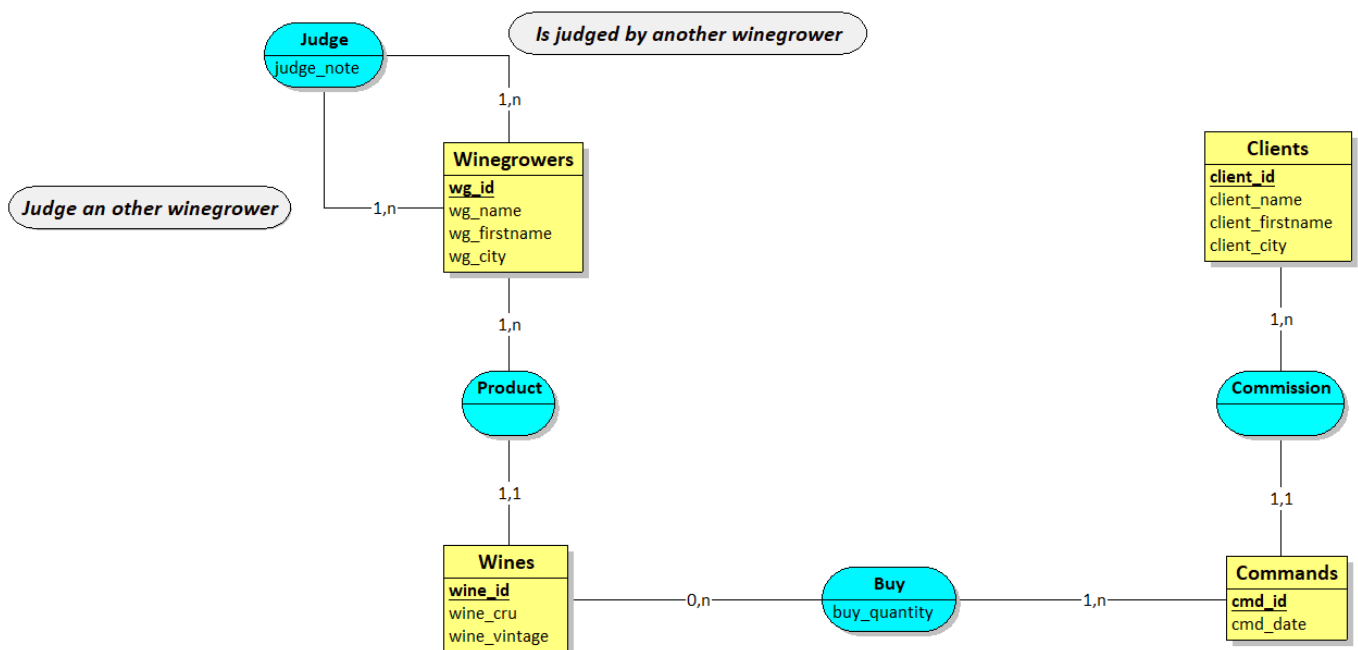 Judge
judge_note
Is judged by another winegrower
1,n
Winegrowers
wg_id
wg_name
wg_firstname
wg_city
Judge an other winegrower
1,n
Clients
client_id
client_name
client_firstname
client_city
1,n
Product
1,n
Commission
1,1
1,1
Wines
wine_id
wine_cru
wine_vintage
0,n
Buy
buy_quantity
1,n
Commands
cmd_id
cmd_date